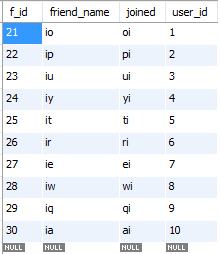 f_id friend_name joined user_id
21 io oi 1
22 ip pi 2
23 iu ui 3
24 iy yi 4
25 it ti 5
26 ir ri 6
27 ie ei 7
28 iw wi 8
29 iq qi 9
30 ia ai 10
NULL NULL NULL NULL